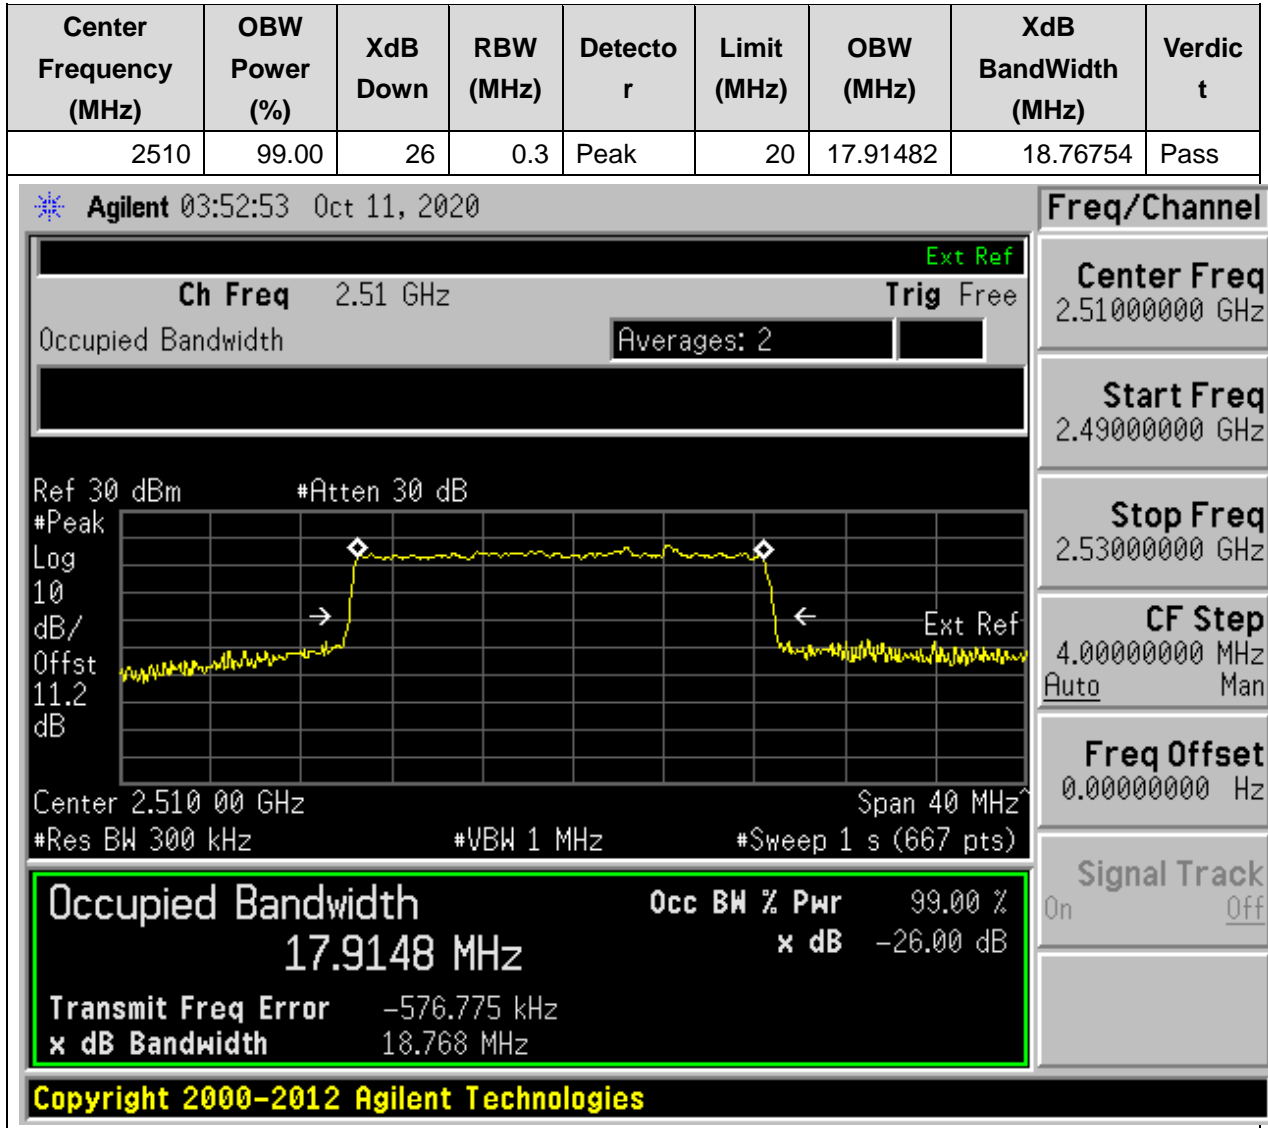 Center Frequency (MHz) OBW Power (%) XdB Down RBW (MHz) Detecto r Limit (MHz) OBW (MHz) XdB BandWidth (MHz) Verdic t
2510 99.00 26 0.3 Peak 20 17.91482 18.76754 Pass
Agilent 03:52:53 Oct 11, 2020
Freq/Channel
Ext Ref
Ch Freq 2.51 GHz Trig Free
Occupied Bandwidth Averages: 2
Center Freq
2.51000000 GHz
Start Freq
2.49000000 GHz
Stop Freq
2.53000000 GHz
CF Step
4.00000000 MHz
Auto Man
Freq Offset
0.00000000 Hz
Signal Track
On Off
Ref 30 dBm #Atten 30 dB
#Peak
Log
10
dB/
Offst
11.2
dB
Ext Ref
Center 2.510 00 GHz Span 40 MHz^
#Res BW 300 kHz #VBW 1 MHz #Sweep 1 s (667 pts)
Occupied Bandwidth Occ BW % Pwr 99.00 %
17.9148 MHz x dB -26.00 dB
Transmit Freq Error -576.775 kHz
x dB Bandwidth 18.768 MHz
Copyright 2000-2012 Agilent Technologies